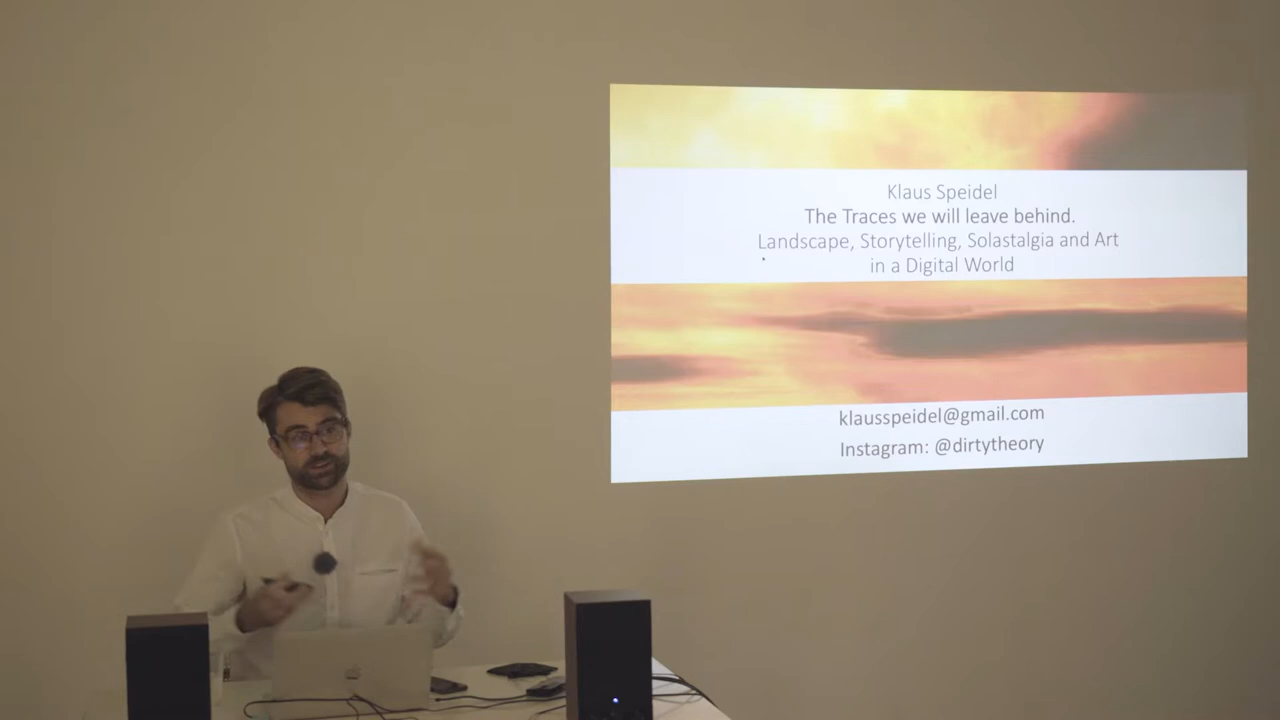 Klaus Speidel
The Traces we will leave behind.
Landscape, Storytelling, Solastalgia and Art
in a Digital World
klausspeidel@gmail.com
Instagram: @dirtytheory